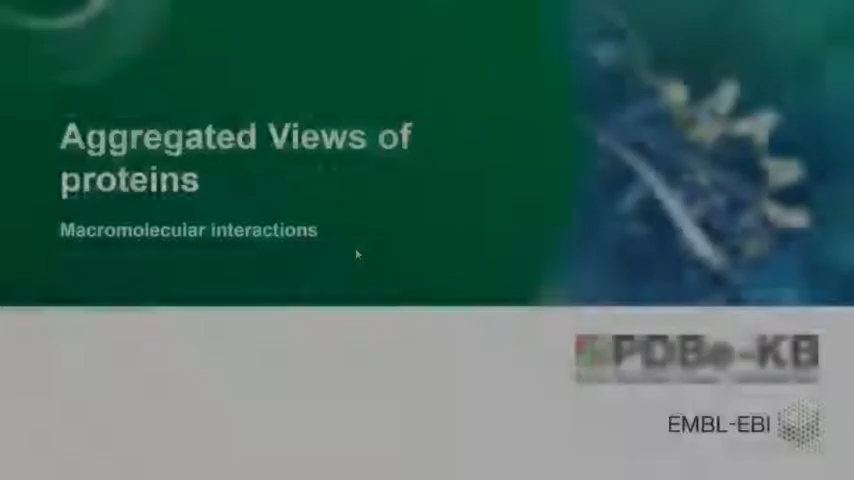 Aggregated Views of
proteins
Macromolecular interactions
PDBe-KB
EMBL-EBI